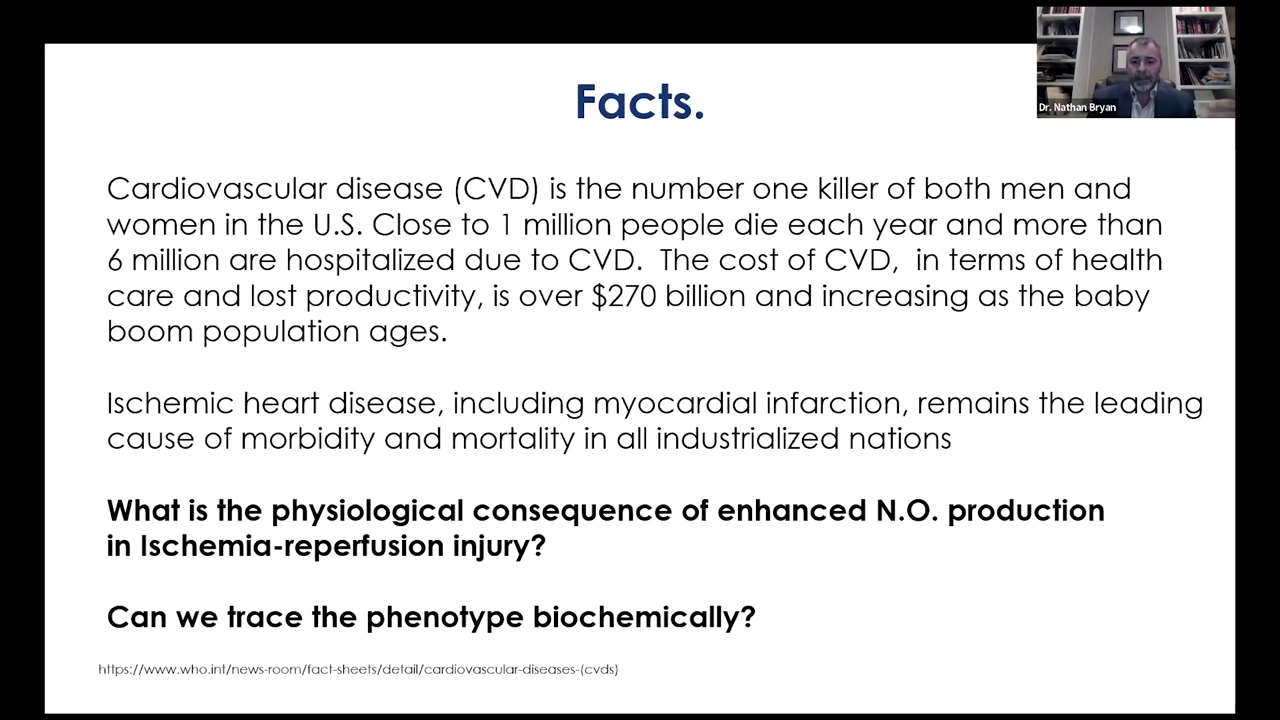 Facts.
Dr. Nathan Bryan
Cardiovascular disease (CVD) is the number one killer of both men and
women in the U.S. Close to 1 million people die each year and more than
6 million are hospitalized due to CVD.  The cost of CVD,  in terms of health
care and lost productivity, is over $270 billion and increasing as the baby
boom population ages.
Ischemic heart disease, including myocardial infarction, remains the leading
cause of morbidity and mortality in all industrialized nations
What is the physiological consequence of enhanced N.O. production
in Ischemia-reperfusion injury?
Can we trace the phenotype biochemically?
https://www.who.int/news-room/fact-sheets/detail/cardiovascular-diseases-(cvds)